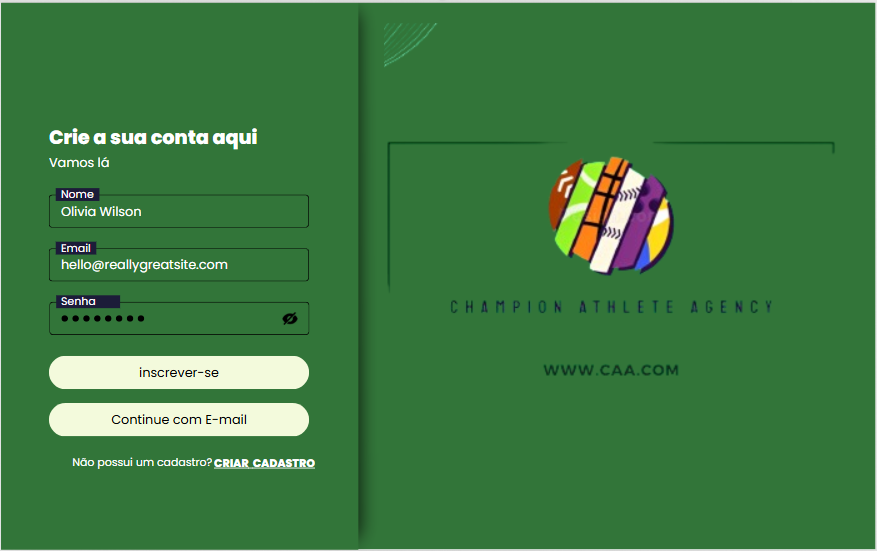 Crie a sua conta aqui
Vamos lá
Nome
Olivia Wilson
Email
hello@reallygreatsite.com
Senha
inscrever-se
Continue com E-mail
Não possui um cadastro? CRIAR CADASTRO
CHAMPION ATHLETE AGENCY
WWW.CAA.COM